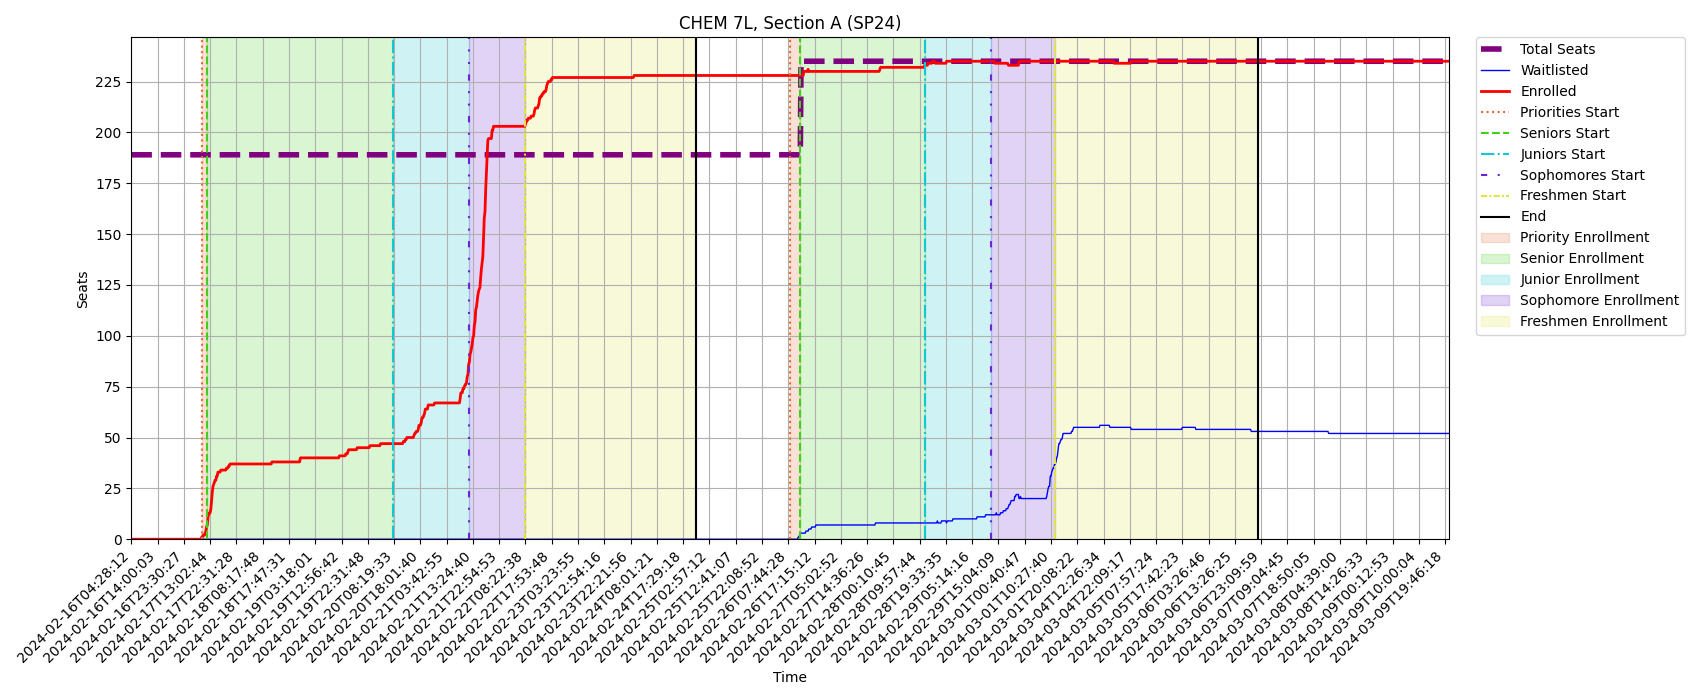 CHEM 7L, Section A (SP24)
Seats
225
200
175
150
125
100
75
50
25
0
2024-02-16T04:28:12
2024-02-16T14:00:03
2024-02-16T23:30:27
2024-02-17T13:02:44
2024-02-17T22:31:28
2024-02-18T08:17:48
2024-02-18T17:47:31
2024-02-19T03:18:01
2024-02-19T12:56:42
2024-02-19T22:31:48
2024-02-20T08:19:33
2024-02-20T18:01:40
2024-02-21T03:42:55
2024-02-21T13:24:40
2024-02-21T23:54:53
2024-02-22T08:22:38
2024-02-22T17:53:48
2024-02-23T03:23:55
2024-02-23T12:54:16
2024-02-23T22:21:56
2024-02-24T08:01:21
2024-02-24T17:29:18
2024-02-25T02:57:12
2024-02-25T12:41:07
2024-02-25T22:08:52
2024-02-26T07:44:28
2024-02-26T17:15:12
2024-02-27T05:02:52
2024-02-27T14:36:26
2024-02-28T00:10:45
2024-02-28T09:57:44
2024-02-28T19:33:35
2024-02-29T05:14:16
2024-02-29T15:04:09
2024-03-01T00:40:47
2024-03-01T10:27:40
2024-03-01T20:08:22
2024-03-04T12:26:34
2024-03-04T22:09:17
2024-03-05T07:57:24
2024-03-05T17:42:23
2024-03-06T03:26:46
2024-03-06T13:26:25
2024-03-06T23:09:59
2024-03-07T09:04:45
2024-03-07T18:50:05
2024-03-08T04:39:00
2024-03-08T14:26:33
2024-03-09T00:12:53
2024-03-09T10:00:04
2024-03-09T19:46:18
Time
Total Seats
Waitlisted
Enrolled
Priorities Start
Seniors Start
Juniors Start
Sophomores Start
Freshmen Start
End
Priority Enrollment
Senior Enrollment
Junior Enrollment
Sophomore Enrollment
Freshmen Enrollment